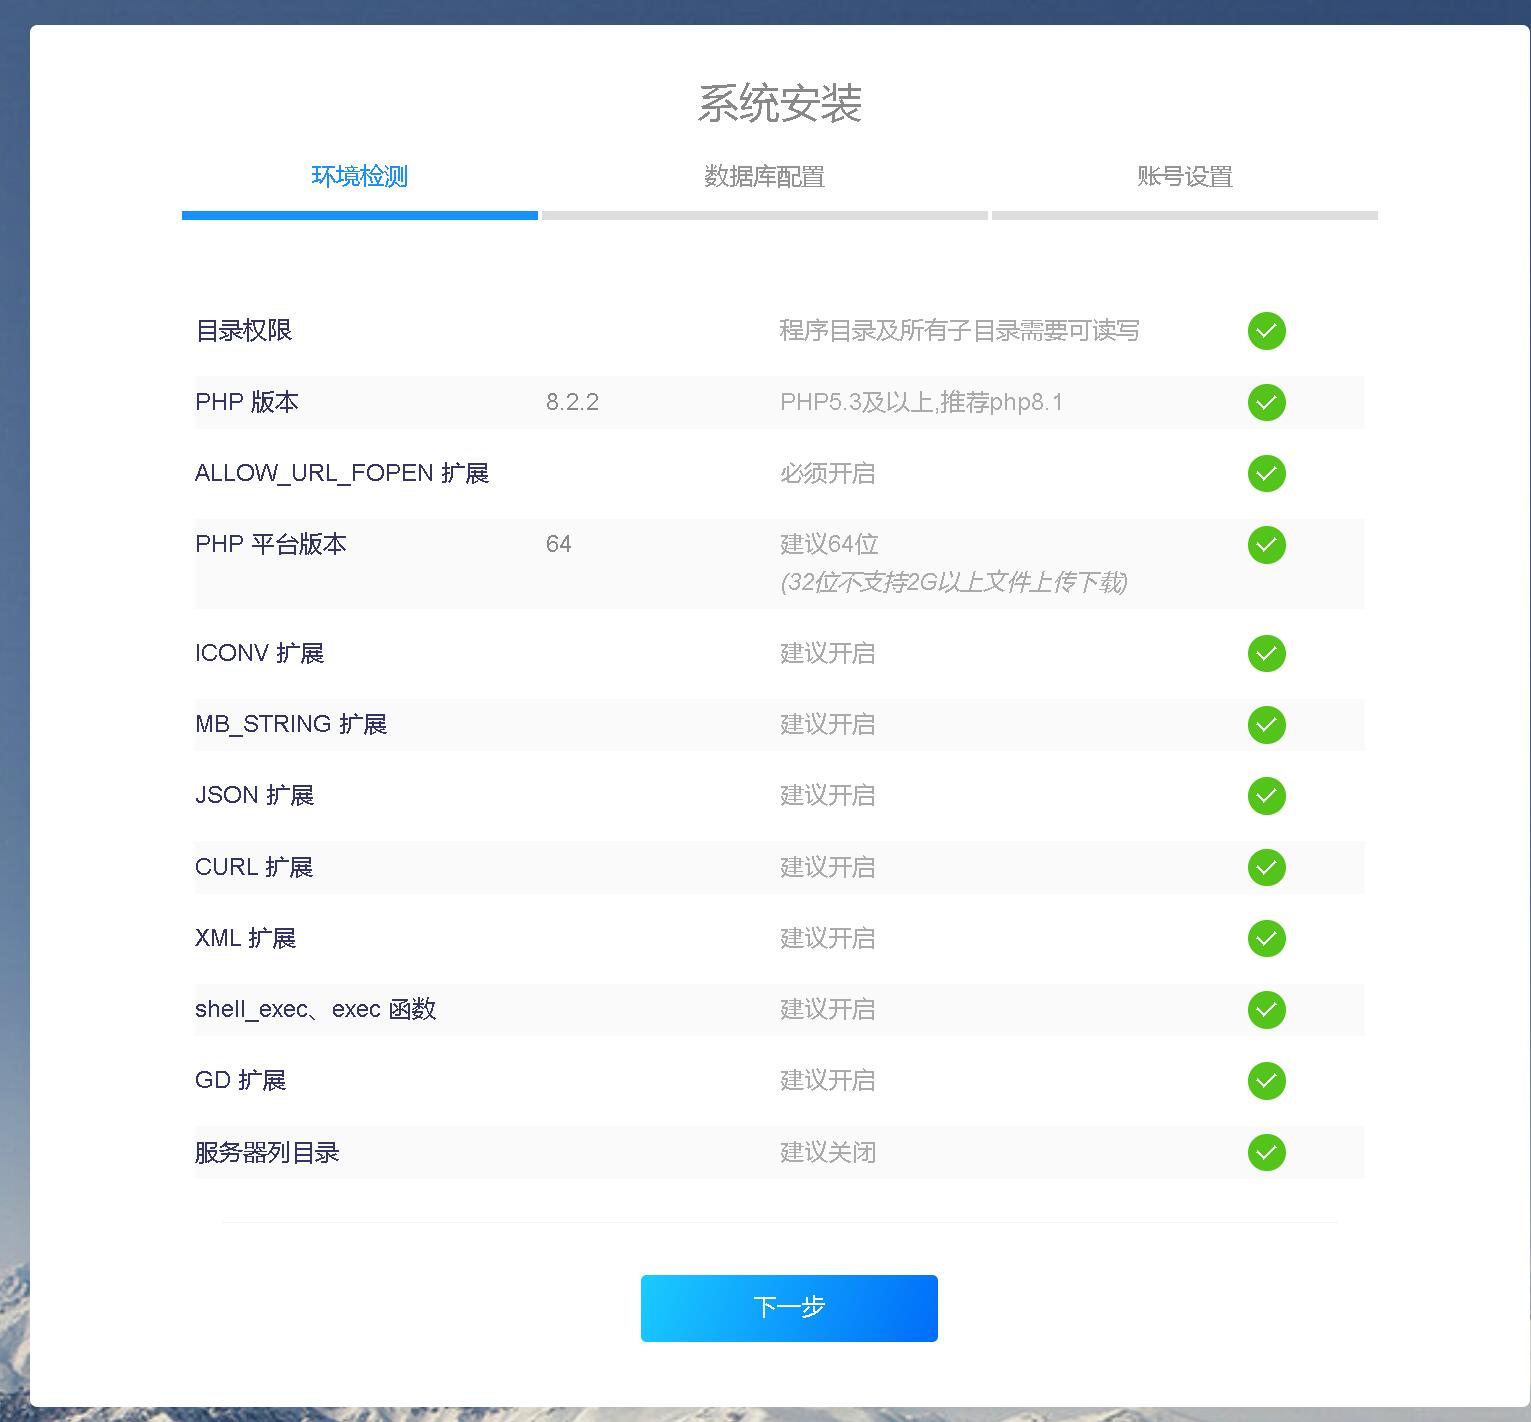 系统安装
环境检测
数据库配置
账号设置
目录权限 程序目录及所有子目录需要可读写
PHP 版本 8.2.2 PHP5.3及以上,推荐php8.1
ALLOW_URL_FOPEN 扩展 必须开启
PHP 平台版本 64 建议64位
(32位不支持2G以上文件上传下载)
ICONV 扩展 建议开启
MB_STRING 扩展 建议开启
JSON 扩展 建议开启
CURL 扩展 建议开启
XML 扩展 建议开启
shell_exec、exec 函数 建议开启
GD 扩展 建议开启
服务器列目录 建议关闭
下一步